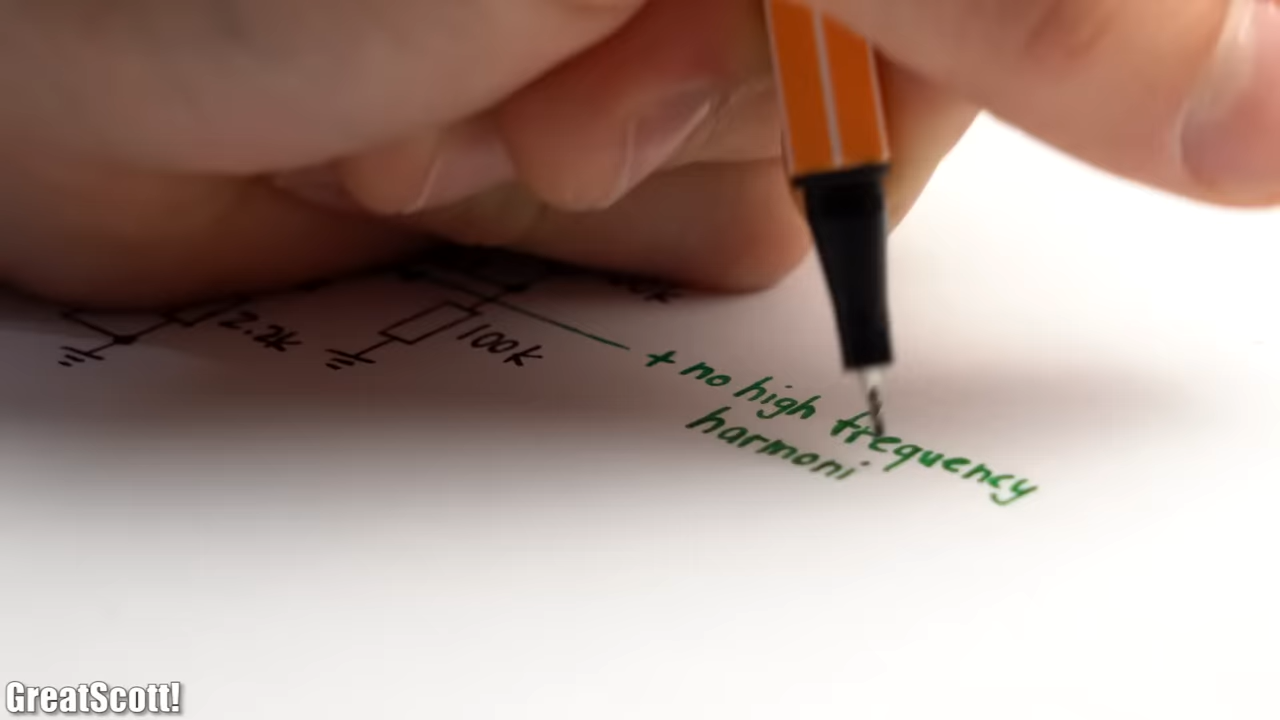 2.2k
100k
+ no high frequency
harmoni
GreatScott!